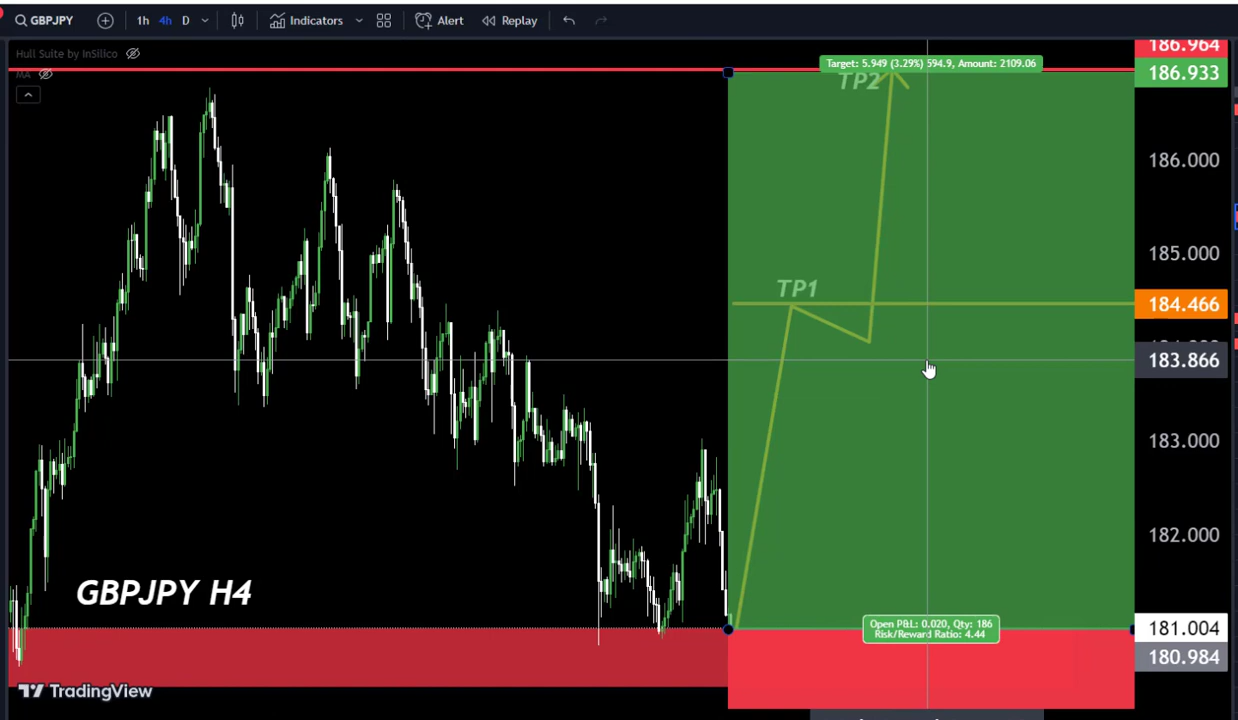 GBPJPY 1h 4h D Indicators Alert Replay
Hull Suite by InSilico
MA
Target: 5.949 (3.29%) 594.9, Amount: 2109.06
TP2
186.964
186.933
186.000
185.000
TP1
184.466
183.866
183.000
182.000
GBPJPY H4
Open P&L: 0.020, Qty: 186
Risk/Reward Ratio: 4.44
181.004
180.984
TradingView